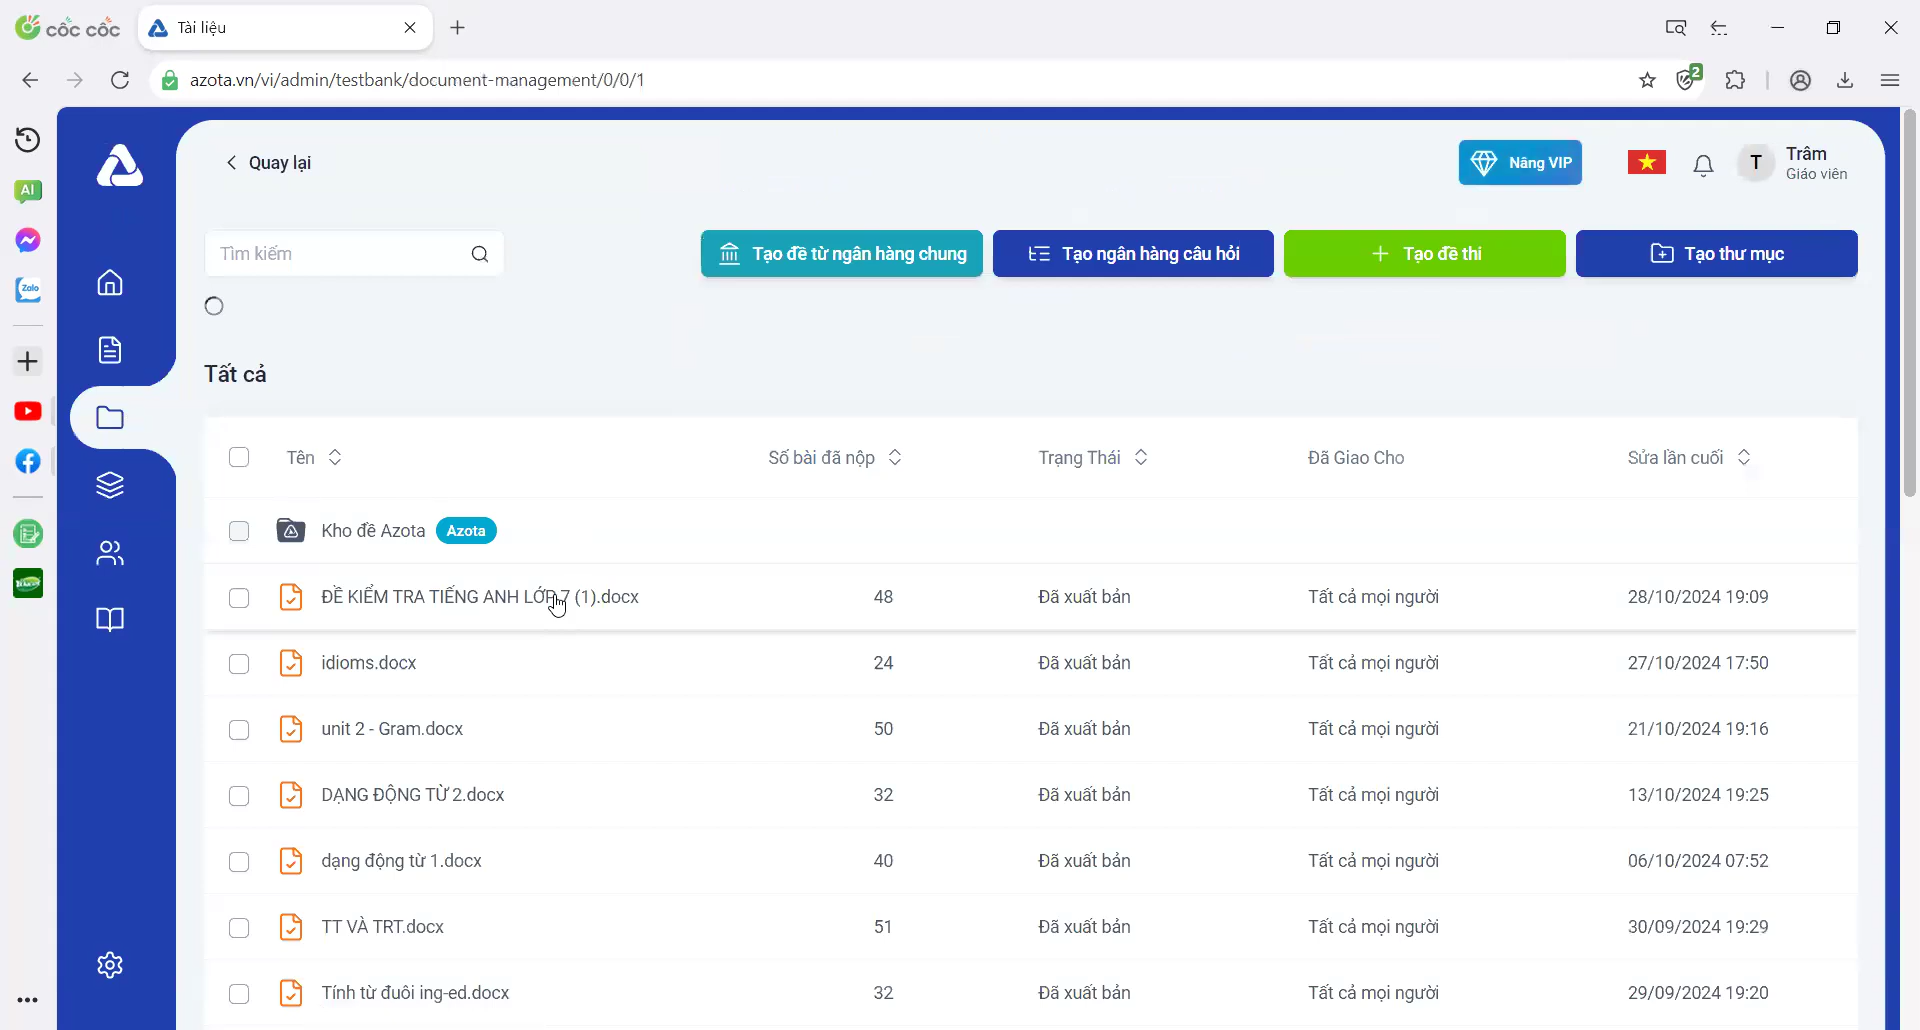 cốc cốc
Tài liệu
azota.vn/vi/admin/testbank/document-management/0/0/1
2
AI
Zalo
Quay lại
Nâng VIP
T
Trâm
Giáo viên
Tìm kiếm
Tạo đề từ ngân hàng chung
Tạo ngân hàng câu hỏi
Tạo đề thi
Tạo thư mục
Tất cả
Tên Số bài đã nộp Trạng Thái Đã Giao Cho Sửa lần cuối
Kho đề Azota Azota
ĐỀ KIỂM TRA TIẾNG ANH LỚP 7 (1).docx 48 Đã xuất bản Tất cả mọi người 28/10/2024 19:09
idioms.docx 24 Đã xuất bản Tất cả mọi người 27/10/2024 17:50
unit 2 - Gram.docx 50 Đã xuất bản Tất cả mọi người 21/10/2024 19:16
DẠNG ĐỘNG TỪ 2.docx 32 Đã xuất bản Tất cả mọi người 13/10/2024 19:25
dạng động từ 1.docx 40 Đã xuất bản Tất cả mọi người 06/10/2024 07:52
TT VÀ TRT.docx 51 Đã xuất bản Tất cả mọi người 30/09/2024 19:29
Tính từ đuôi ing-ed.docx 32 Đã xuất bản Tất cả mọi người 29/09/2024 19:20